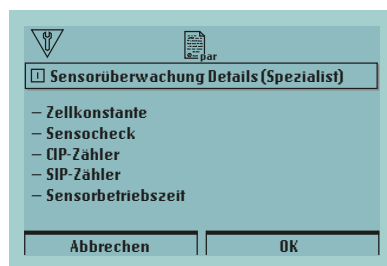 par
I Sensorüberwachung Details (Spezialist)
– Zellkonstante
– Sensocheck
– CIP-Zähler
– SIP-Zähler
– Sensorbetriebszeit
Abbrechen OK